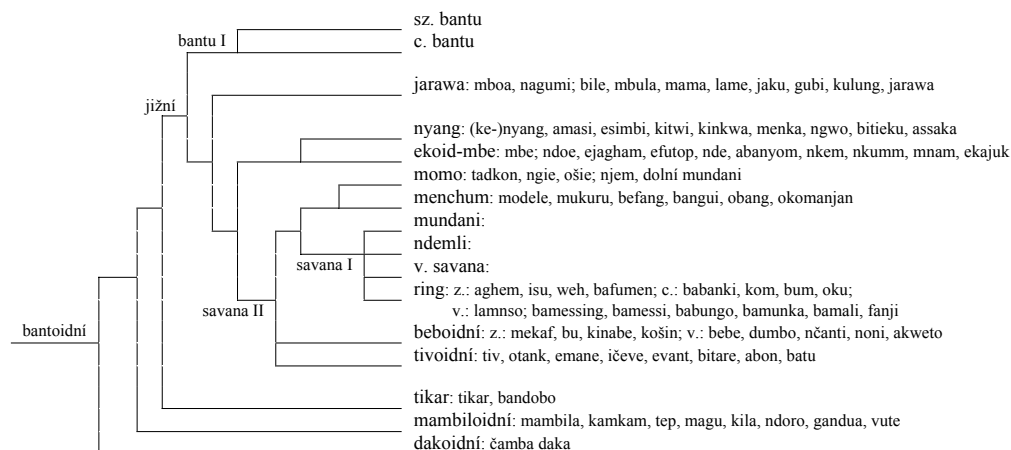 sz. bantu
bantu I
c. bantu
jarawa: mboa, nagumi; bile, mbula, mama, lame, jaku, gubi, kulung, jarawa
jižní
nyang: (ke-)nyang, amasi, esimbi, kitwi, kinkwa, menka, ngwo, bitieku, assaka
ekoid-mbe: mbe; ndoe, ejagham, efutop, nde, abanyom, nkem, nkumm, mnam, ekajuk
momo: tadkon, ngie, ošie; njem, dolní mundani
menchum: modele, mukuru, befang, bangui, obang, okomanjan
mundani:
ndemli:
savana I
v. savana:
ring: z.: aghem, isu, weh, bafumen; c.: babanki, kom, bum, oku;
savana II
v.: lamnso; bamessing, bamessi, babungo, bamunka, bamali, fanji
bantoidní
beboidní: z.: mekaf, bu, kinabe, košin; v.: bebe, dumbo, nčanti, noni, akweto
tivoidní: tiv, otank, emane, ičeve, evant, bitare, abon, batu
tikar: tikar, bandobo
mambiloidní: mambila, kamkam, tep, magu, kila, ndoro, gandua, vute
dakoidní: čamba daka